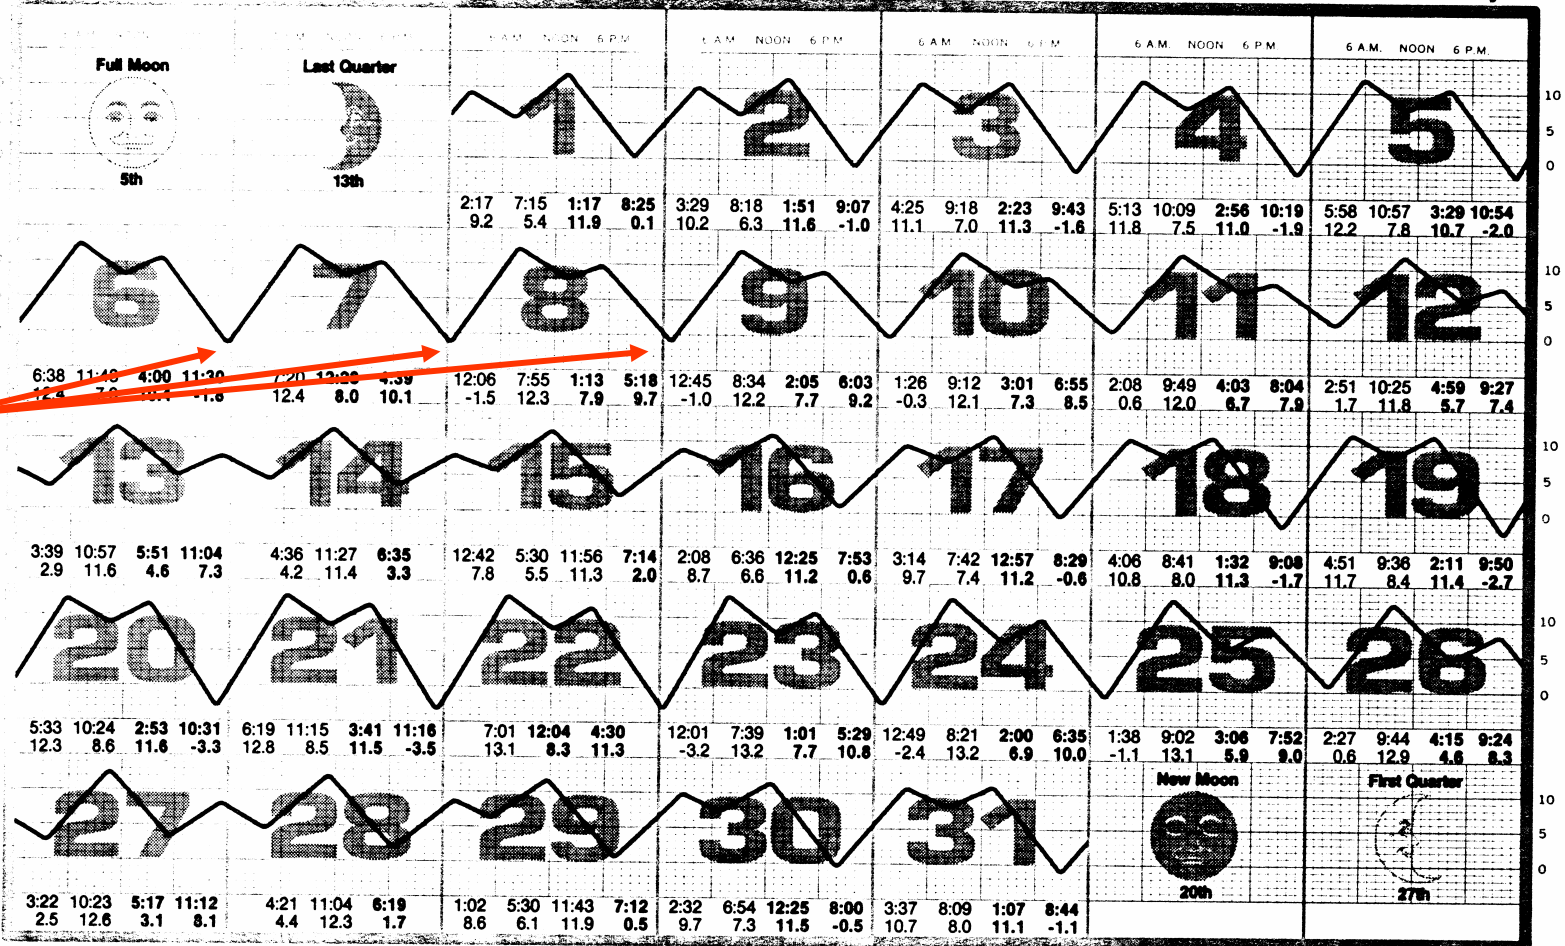 6 A.M. NOON 6 P.M. 6 A.M. NOON 6 P.M. 6 A.M. NOON 6 P.M. 6 A.M. NOON 6 P.M. 6 A.M. NOON 6 P.M.
Full Moon Last Quarter
1 2 3 4 5
10
5
0
5th 13th
2:17 7:15 1:17 8:25 3:29 8:18 1:51 9:07 4:25 9:18 2:23 9:43 5:13 10:09 2:56 10:19 5:58 10:57 3:29 10:54
9.2 5.4 11.9 0.1 10.2 6.3 11.6 -1.0 11.1 7.0 11.3 -1.6 11.8 7.5 11.0 -1.9 12.2 7.8 10.7 -2.0
6 7 8 9 10 11 12
10
5
0
6:38 4:00 11:30 7:20 4:39 12:06 7:55 1:13 5:18 12:45 8:34 2:05 6:03 1:26 9:12 3:01 6:55 2:08 9:49 4:03 8:04 2:51 10:25 4:59 9:27
12.4 -1.8 12.4 8.0 10.1 -1.5 12.3 7.9 9.7 -1.0 12.2 7.7 9.2 -0.3 12.1 7.3 8.5 0.6 12.0 6.7 7.9 1.7 11.8 5.7 7.4
13 14 15 16 17 18 19
10
5
0
3:39 10:57 5:51 11:04 4:36 11:27 6:35 12:42 5:30 11:56 7:14 2:08 6:36 12:25 7:53 3:14 7:42 12:57 8:29 4:06 8:41 1:32 9:08 4:51 9:36 2:11 9:50
2.9 11.6 4.6 7.3 4.2 11.4 3.3 7.8 5.5 11.3 2.0 8.7 6.6 11.2 0.6 9.7 7.4 11.2 -0.6 10.8 8.0 11.3 -1.7 11.7 8.4 11.4 -2.7
20 21 22 23 24 25 26
10
5
0
5:33 10:24 2:53 10:31 6:19 11:15 3:41 11:16 7:01 12:04 4:30 12:01 7:39 1:01 5:29 12:49 8:21 2:00 6:35 1:38 9:02 3:06 7:52 2:27 9:44 4:15 9:24
12.3 8.6 11.6 -3.3 12.8 8.5 11.5 -3.5 13.1 8.3 11.3 -3.2 13.2 7.7 10.8 -2.4 13.2 6.9 10.0 -1.1 13.1 5.9 9.0 0.6 12.9 4.6 8.3
New Moon First Quarter
27 28 29 30 31
10
5
0
20th 27th
3:22 10:23 5:17 11:12 4:21 11:04 6:19 1:02 5:30 11:43 7:12 2:32 6:54 12:25 8:00 3:37 8:09 1:07 8:44
2.5 12.6 3.1 8.1 4.4 12.3 1.7 8.6 6.1 11.9 0.5 9.7 7.3 11.5 -0.5 10.7 8.0 11.1 -1.1